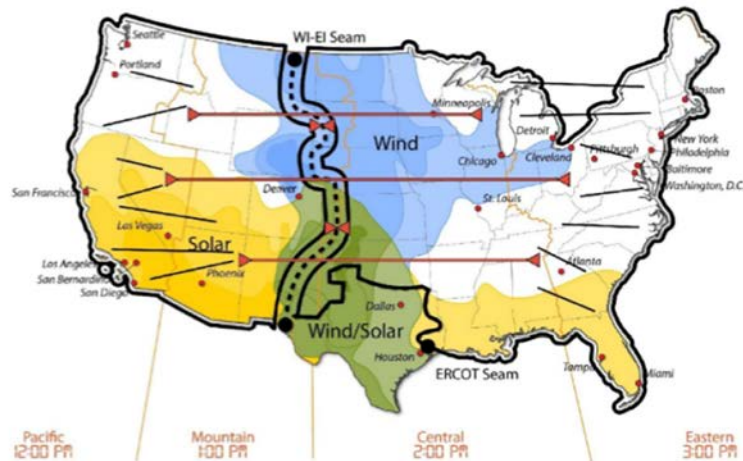 WI-EI Seam
Seattle
Portland
Minneapolis
Boston
Detroit
New York
Wind
Pittsburgh
Philadelphia
Chicago
Cleveland
Baltimore
Washington, D.C.
San Francisco
Denver
St. Louis
Las Vegas
Solar
Los Angeles
Phoenix
Atlanta
San Bernardino
San Diego
Dallas
Wind/Solar
Houston
Tampa
Miami
ERCOT Seam
Pacific
Mountain
Central
Eastern
12:00 PM
1:00 PM
2:00 PM
3:00 PM